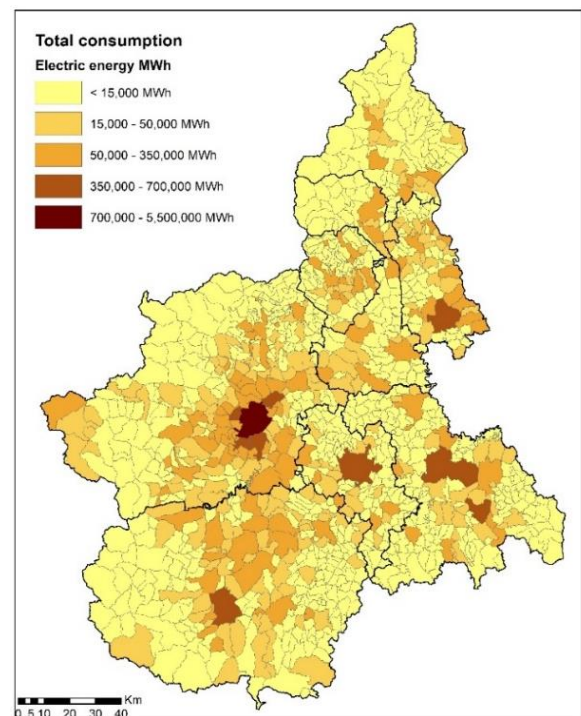 Total consumption
Electric energy MWh
< 15,000 MWh
15,000 - 50,000 MWh
50,000 - 350,000 MWh
350,000 - 700,000 MWh
700,000 - 5,500,000 MWh
Km
0 5 10 20 30 40